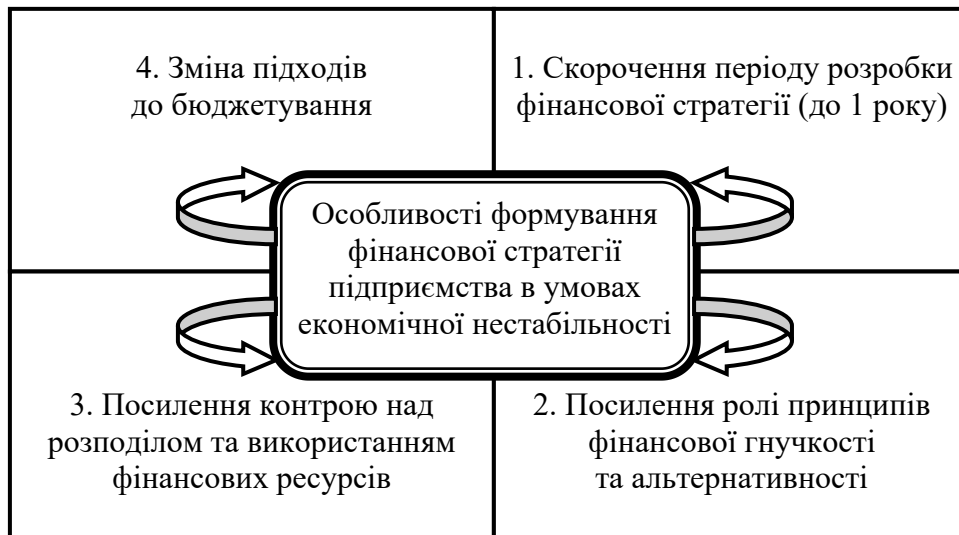 4. Зміна підходів
до бюджетування
1. Скорочення періоду розробки
фінансової стратегії (до 1 року)
Особливості формування
фінансової стратегії
підприємства в умовах
економічної нестабільності
3. Посилення контрою над
розподілом та використанням
фінансових ресурсів
2. Посилення ролі принципів
фінансової гнучкості
та альтернативності